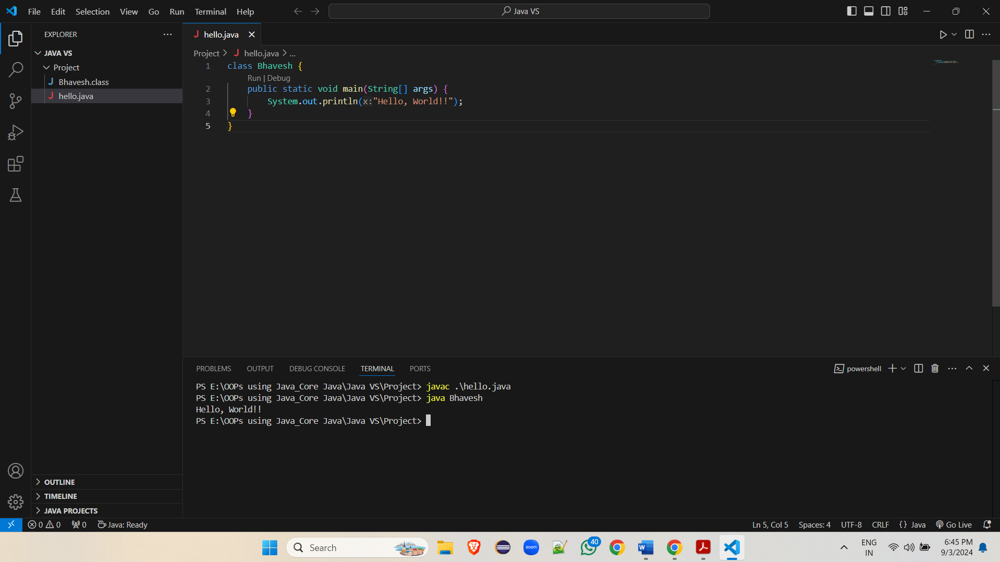 File Edit Selection View Go Run Terminal Help
Java VS
EXPLORER
JAVA VS
Project
Bhavesh.class
hello.java
OUTLINE
TIMELINE
JAVA PROJECTS
hello.java
Project > hello.java > ...
1 class Bhavesh {
Run | Debug
2 public static void main(String[] args) {
3 System.out.println(x:"Hello, World!!");
4 }
5 }
PROBLEMS OUTPUT DEBUG CONSOLE TERMINAL PORTS
powershell
PS E:\OOPs using Java_Core Java\Java VS\Project> javac .\hello.java
PS E:\OOPs using Java_Core Java\Java VS\Project> java Bhavesh
Hello, World!!
PS E:\OOPs using Java_Core Java\Java VS\Project>
0 0 0 Java: Ready
Ln 5, Col 5 Spaces: 4 UTF-8 CRLF {} Java Go Live
Search
zoom
40
ENG
IN
6:45 PM
9/3/2024